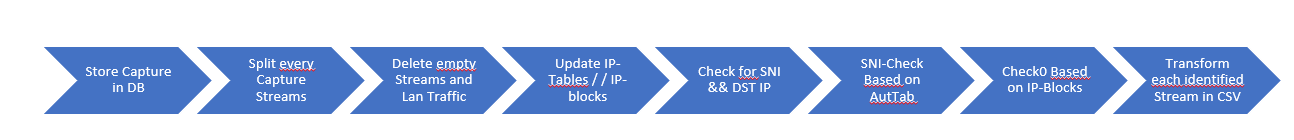 Store Capture
in DB
Split every
Capture
Streams
Delete empty
Streams and
Lan Traffic
Update IP-
Tables / / IP-
blocks
Check for SNI
&& DST IP
SNI-Check
Based on
AutTab
Check0 Based
on IP-Blocks
Transform
each identified
Stream in CSV